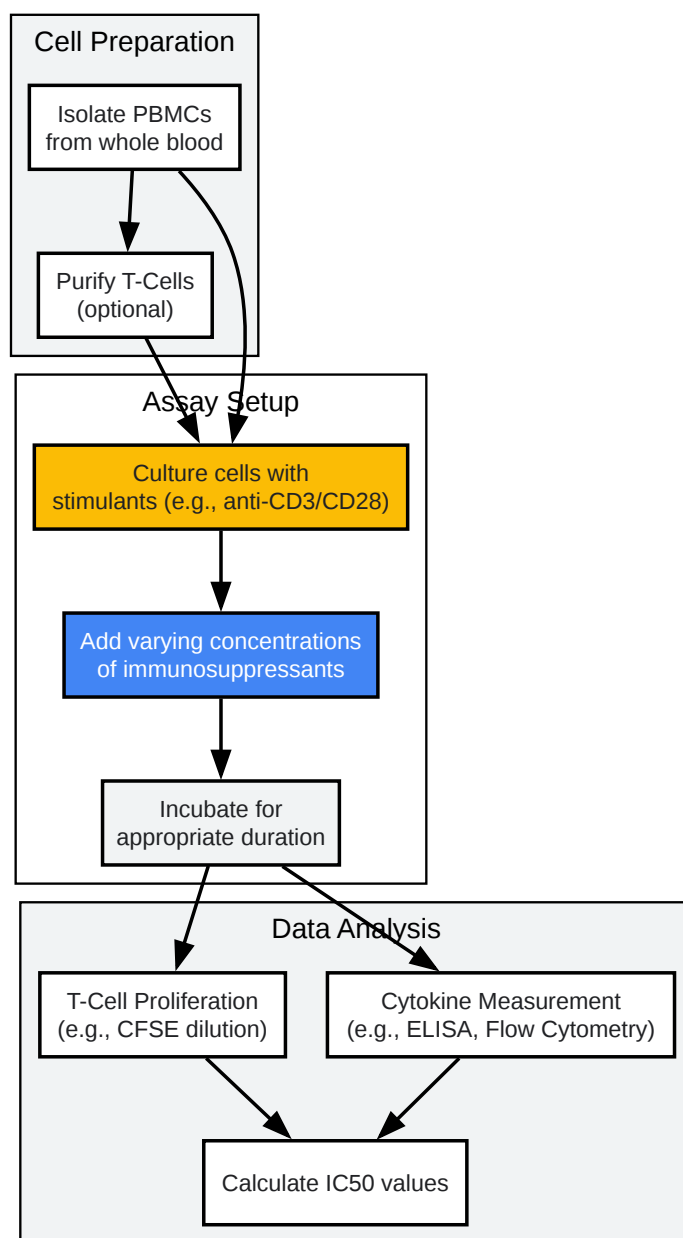 Cell Preparation
Isolate PBMCs
from whole blood
Purify T-Cells
(optional)
Assay Setup
Culture cells with
stimulants (e.g., anti-CD3/CD28)
Add varying concentrations
of immunosuppressants
Incubate for
appropriate duration
Data Analysis
T-Cell Proliferation
(e.g., CFSE dilution)
Cytokine Measurement
(e.g., ELISA, Flow Cytometry)
Calculate IC50 values